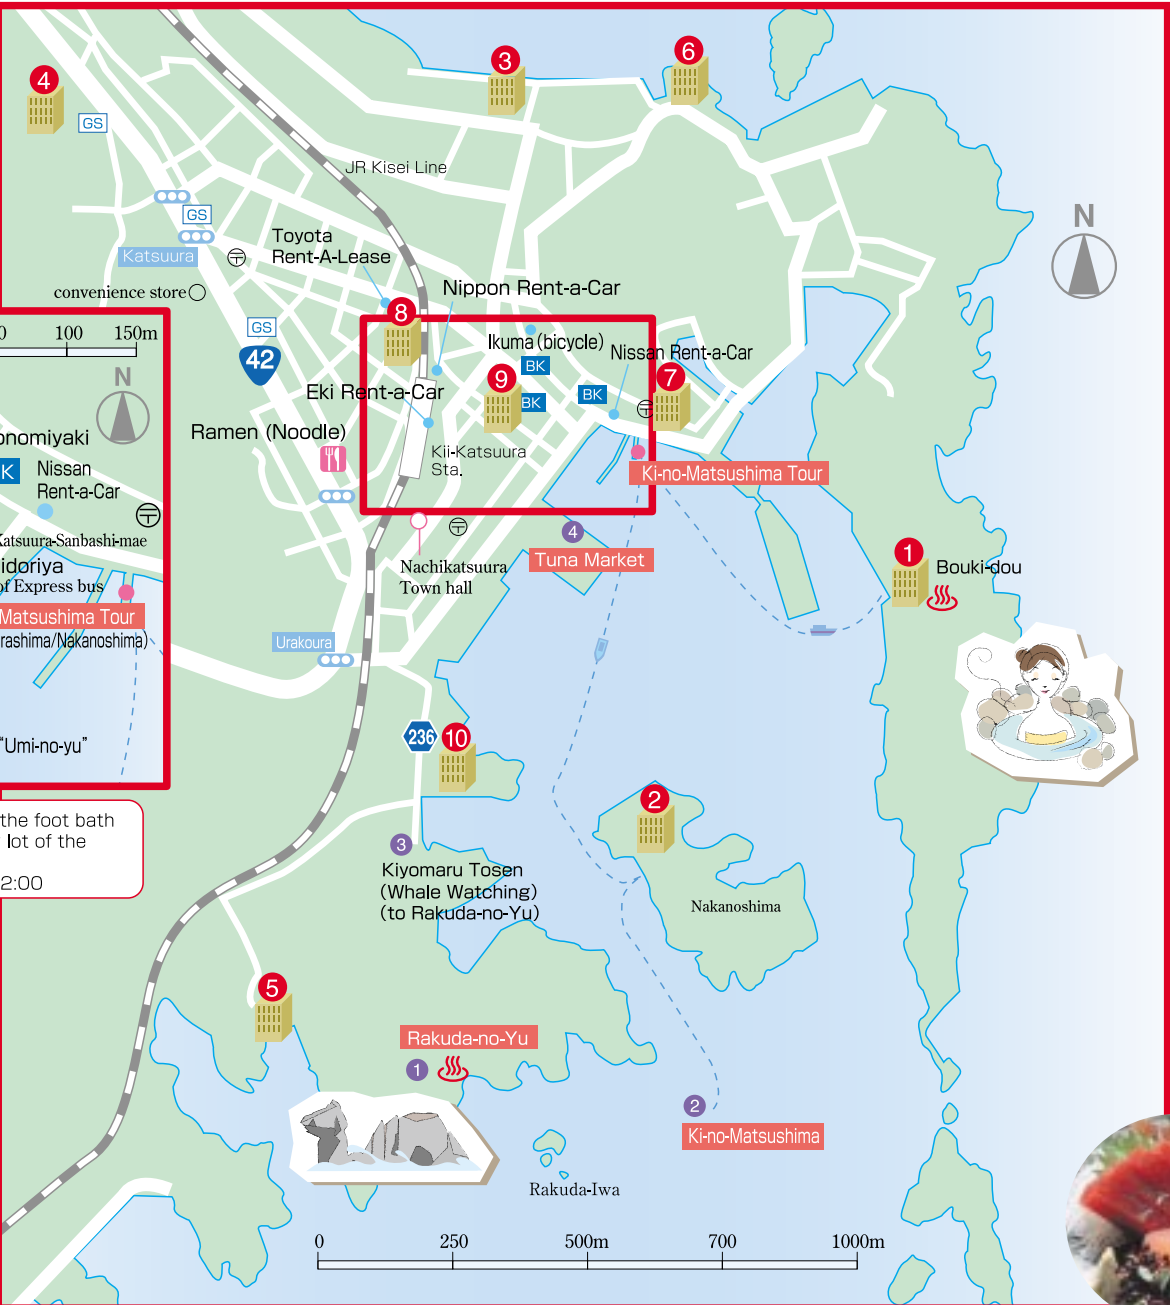 6
3
4
GS
JR Kisei Line
N
GS
Katsuura
Toyota
Rent-A-Lease
convenience store
Nippon Rent-a-Car
8
GS
42
Ikuma (bicycle)
Nissan Rent-a-Car
BK
7
9
BK
BK
Eki Rent-a-Car
Ramen (Noodle)
Kii-Katsuura
Sta.
Ki-no-Matsushima Tour
4
Tuna Market
Nachikatsuura
Town hall
1
Bouki-dou
Urakoura
236
10
2
3
Kiyomaru Tosen
(Whale Watching)
(to Rakuda-no-Yu)
Nakanoshima
5
Rakuda-no-Yu
1
2
Ki-no-Matsushima
Rakuda-Iwa
0 250 500m 700 1000m
0 100 150m
N
onomiyaki
K
Nissan
Rent-a-Car
Katsuura-Sanbashi-mae
idoriya
of Express bus
Matsushima Tour
rashima/Nakanoshima)
"Umi-no-yu"
the foot bath
lot of the
2:00